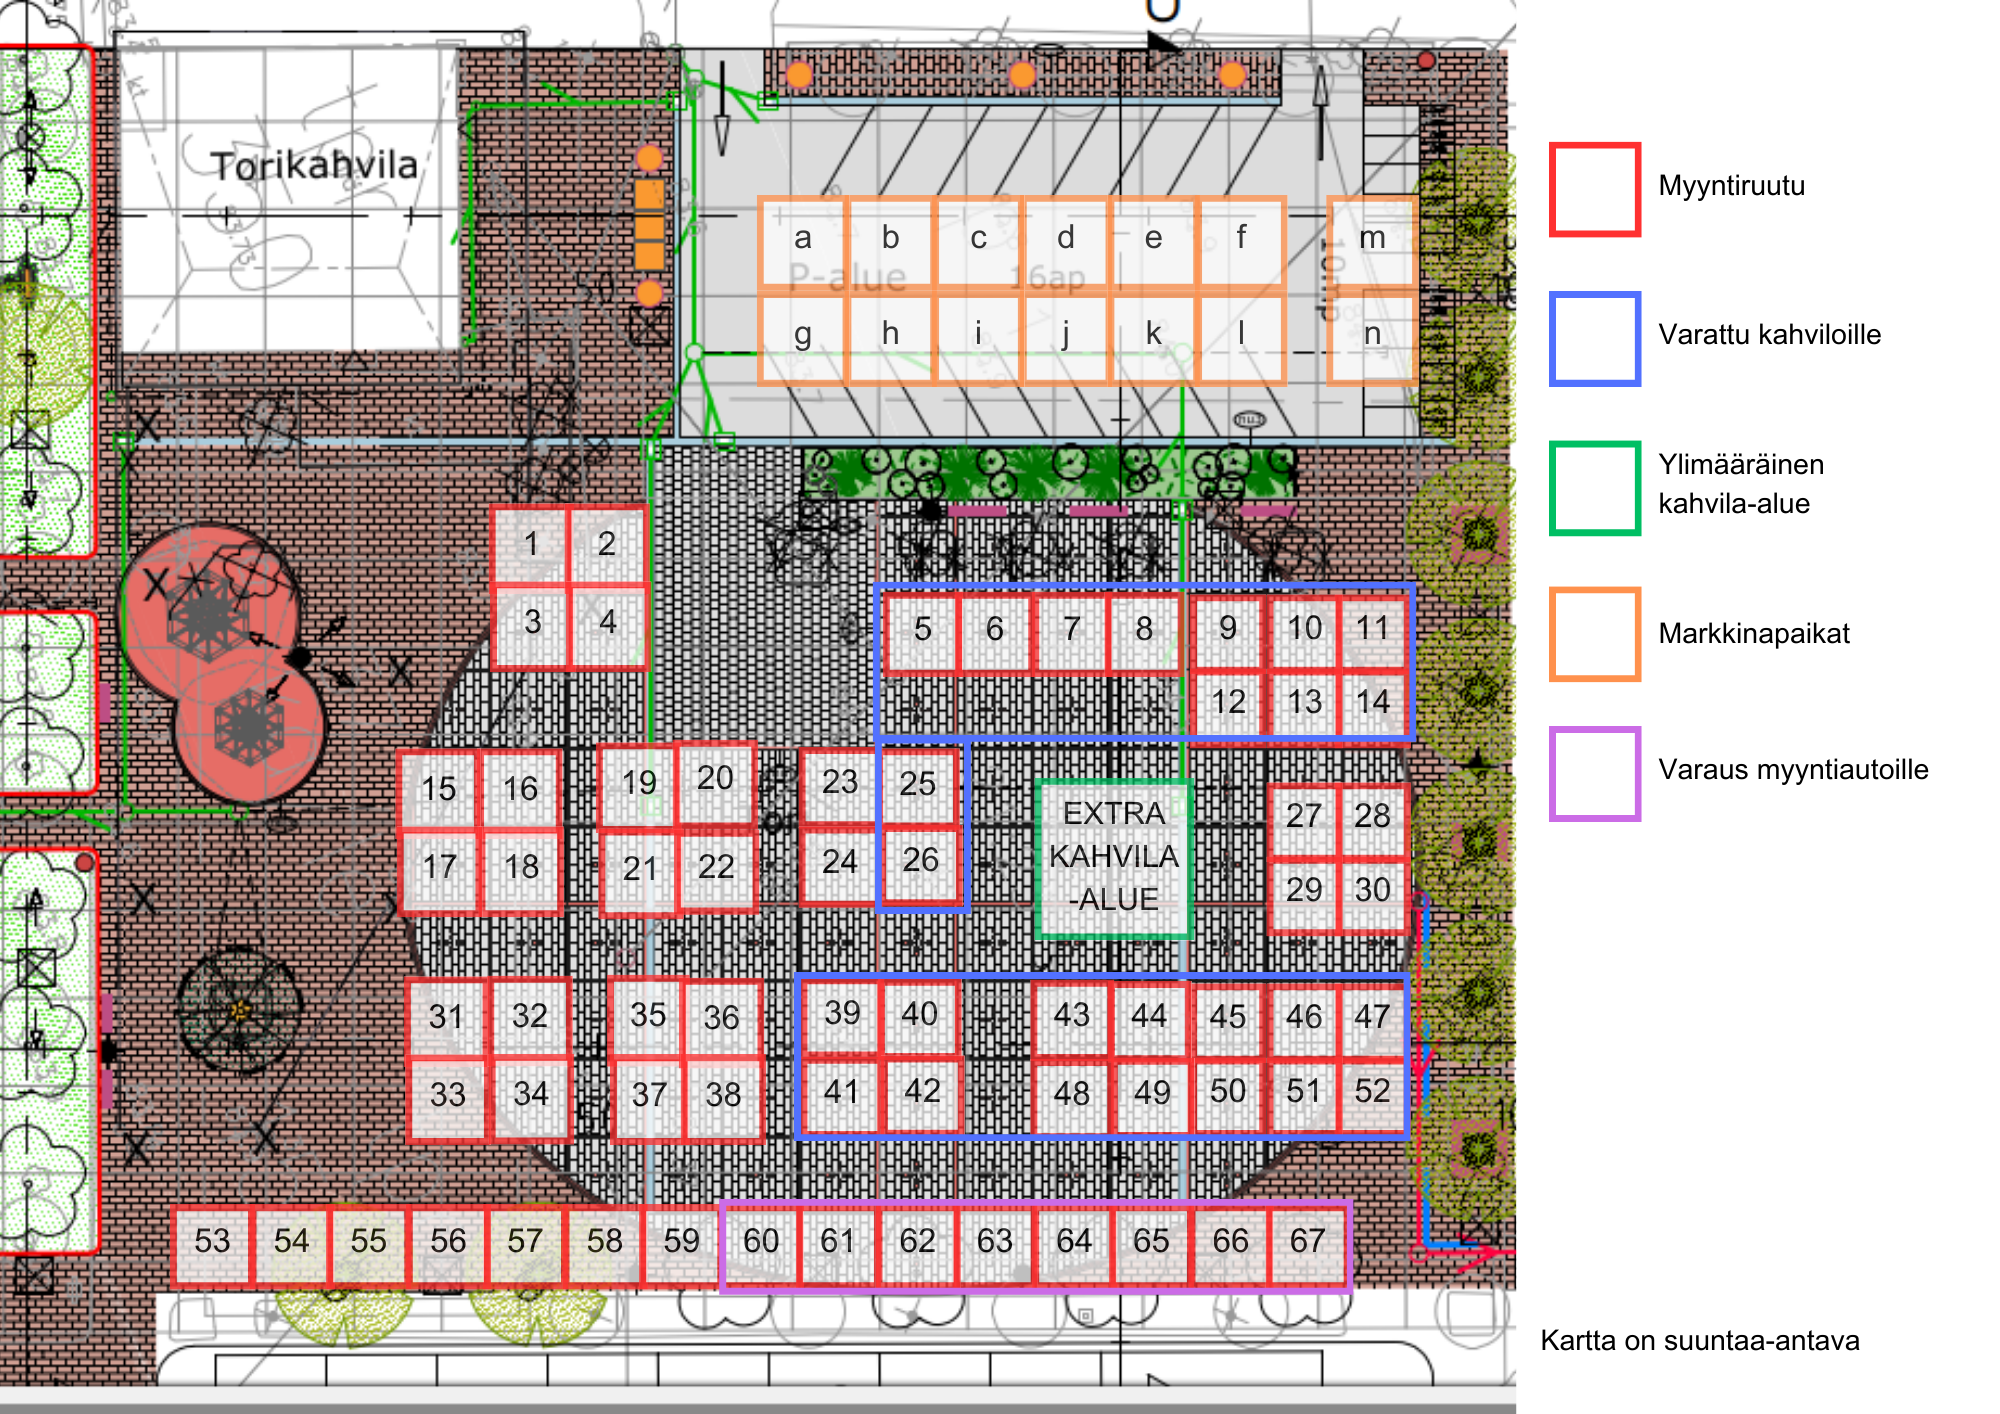 Torikahvila
a b c d e f m
P-alue 16ap
10mp
g h i j k l n
1 2
3 4
5 6 7 8 9 10 11
12 13 14
15 16 19 20 23 25
17 18 21 22 24 26
EXTRA
KAHVILA
-ALUE
27 28
29 30
31 32 35 36 39 40 43 44 45 46 47
33 34 37 38 41 42 48 49 50 51 52
53 54 55 56 57 58 59 60 61 62 63 64 65 66 67
Myyntiruutu
Varattu kahviloille
Ylimääräinen
kahvila-alue
Markkinapaikat
Varaus myyntiautoille
Kartta on suuntaa-antava